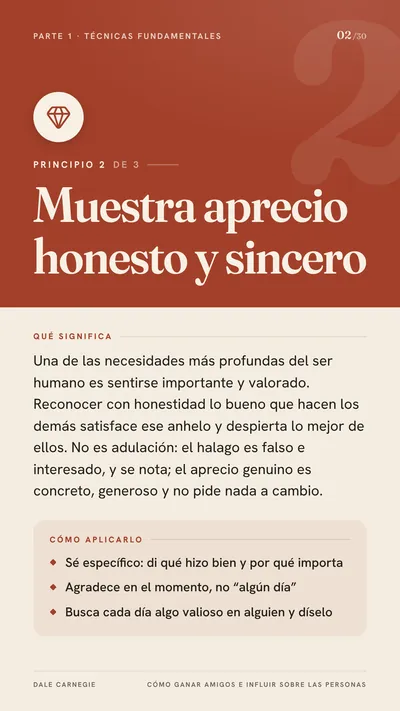 PARTE 1 · TÉCNICAS FUNDAMENTALES
02/30
2
PRINCIPIO 2 DE 3
Muestra aprecio
honesto y sincero
QUÉ SIGNIFICA
Una de las necesidades más profundas del ser
humano es sentirse importante y valorado.
Reconocer con honestidad lo bueno que hacen los
demás satisface ese anhelo y despierta lo mejor de
ellos. No es adulación: el halago es falso e
interesado, y se nota; el aprecio genuino es
concreto, generoso y no pide nada a cambio.
CÓMO APLICARLO
Sé específico: di qué hizo bien y por qué importa
Agradece en el momento, no “algún día”
Busca cada día algo valioso en alguien y díselo
DALE CARNEGIE
CÓMO GANAR AMIGOS E INFLUIR SOBRE LAS PERSONAS